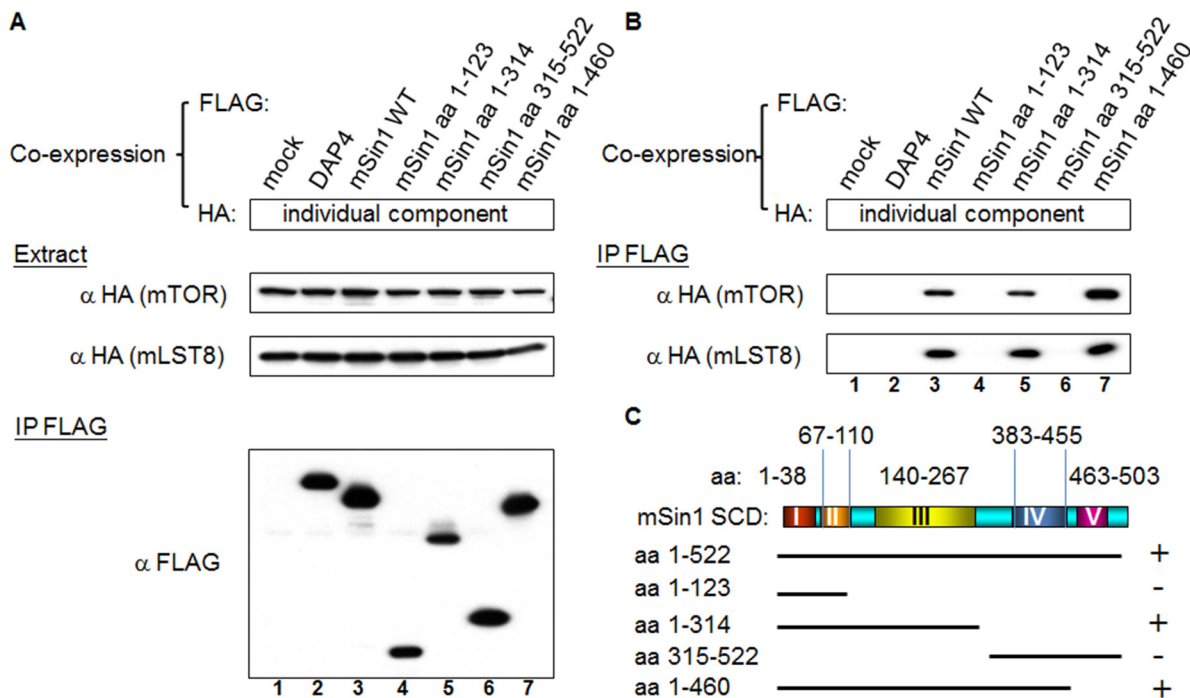 A
FLAG:
Co-expression
mock
DAP4
mSin1 WT
mSin1 aa 1-123
mSin1 aa 1-314
mSin1 aa 315-522
mSin1 aa 1-460
HA:
individual component
Extract
α HA (mTOR)
α HA (mLST8)
IP FLAG
α FLAG
1 2 3 4 5 6 7
B
FLAG:
Co-expression
mock
DAP4
mSin1 WT
mSin1 aa 1-123
mSin1 aa 1-314
mSin1 aa 315-522
mSin1 aa 1-460
HA:
individual component
IP FLAG
α HA (mTOR)
α HA (mLST8)
1 2 3 4 5 6 7
C
67-110 383-455
aa: 1-38 140-267 463-503
mSin1 SCD: I II III IV V
aa 1-522 +
aa 1-123 -
aa 1-314 +
aa 315-522 -
aa 1-460 +